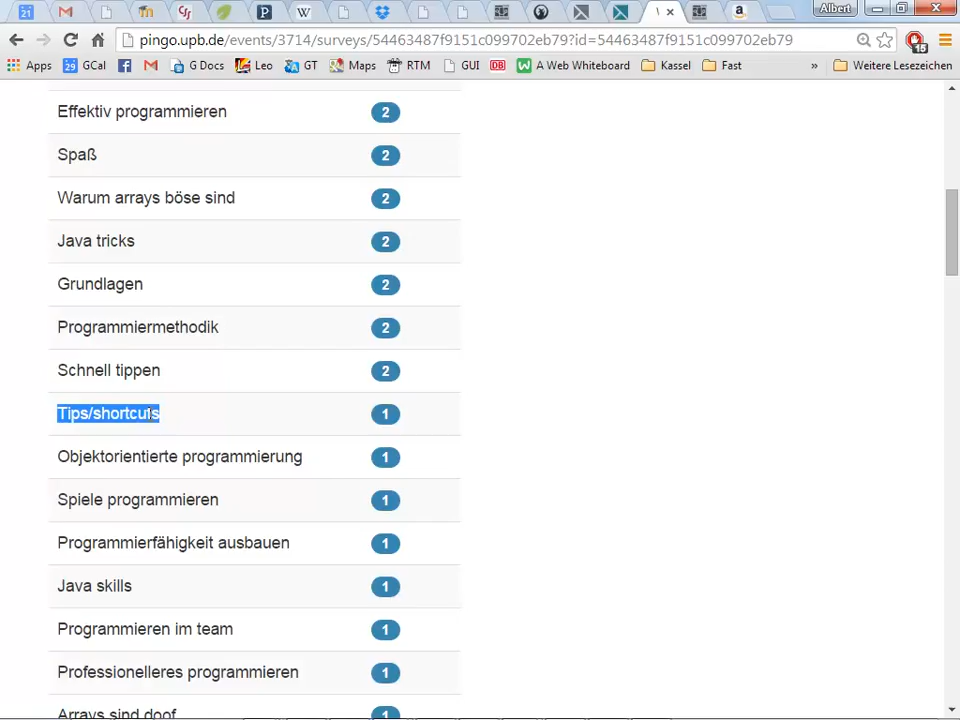 Albert
pingo.upb.de/events/3714/surveys/54463487f9151c099702eb79?id=54463487f9151c099702eb79
15
Apps
29 GCal
G Docs
Leo
GT
Maps
RTM
GUI
DB
A Web Whiteboard
Kassel
Fast
»
Weitere Lesezeichen
Effektiv programmieren 2
Spaß 2
Warum arrays böse sind 2
Java tricks 2
Grundlagen 2
Programmiermethodik 2
Schnell tippen 2
Tips/shortcuts 1
Objektorientierte programmierung 1
Spiele programmieren 1
Programmierfähigkeit ausbauen 1
Java skills 1
Programmieren im team 1
Professionelleres programmieren 1
Arrays sind doof 1